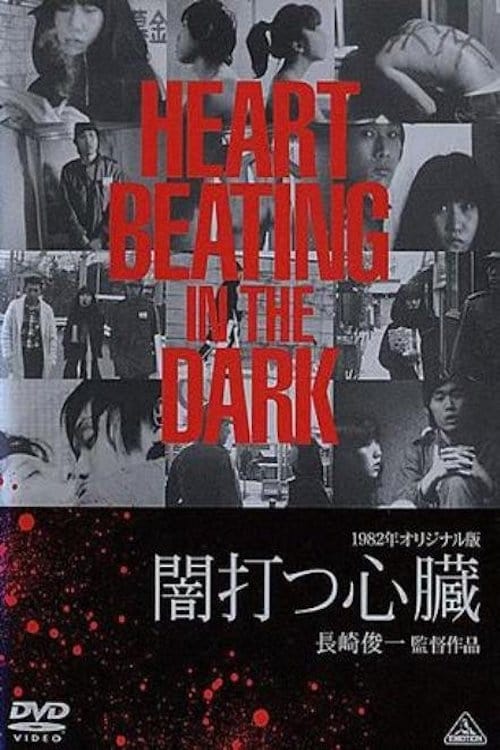 HEART
BEATING
IN THE
DARK
1982年オリジナル版
闇打つ心臓
長崎俊一 監督作品
DVD
VIDEO
EMOTION